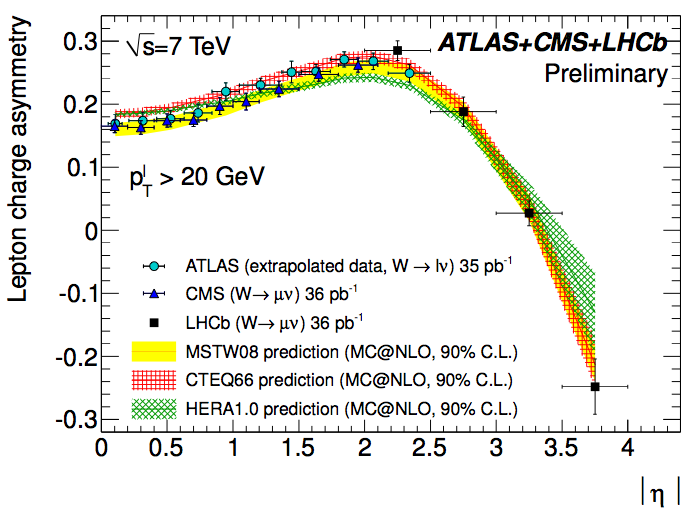 Lepton charge asymmetry
0.3
0.2
0.1
0
-0.1
-0.2
-0.3
√s=7 TeV
ATLAS+CMS+LHCb
Preliminary
p_T^l > 20 GeV
ATLAS (extrapolated data, W → lν) 35 pb⁻¹
CMS (W→ μν) 36 pb⁻¹
LHCb (W→ μν) 36 pb⁻¹
MSTW08 prediction (MC@NLO, 90% C.L.)
CTEQ66 prediction (MC@NLO, 90% C.L.)
HERA1.0 prediction (MC@NLO, 90% C.L.)
0 0.5 1 1.5 2 2.5 3 3.5 4
|η|